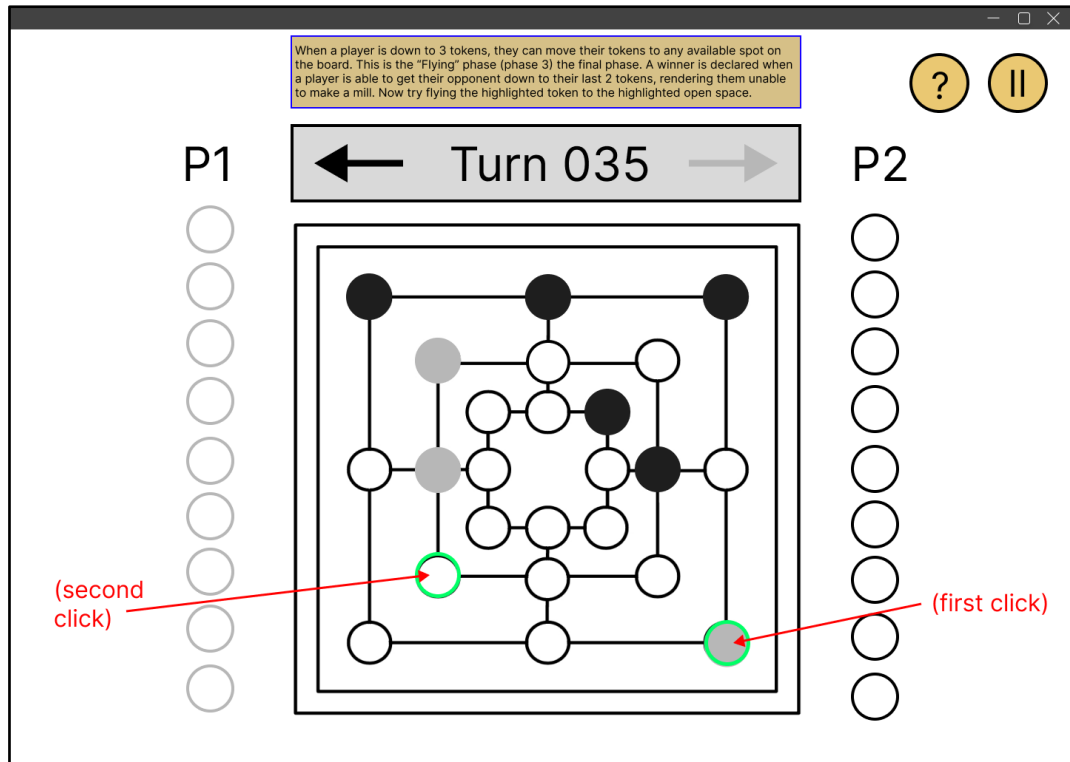 When a player is down to 3 tokens, they can move their tokens to any available spot on
the board. This is the “Flying” phase (phase 3) the final phase. A winner is declared when
a player is able to get their opponent down to their last 2 tokens, rendering them unable
to make a mill. Now try flying the highlighted token to the highlighted open space.
?
P1
Turn 035
P2
(second
click)
(first click)